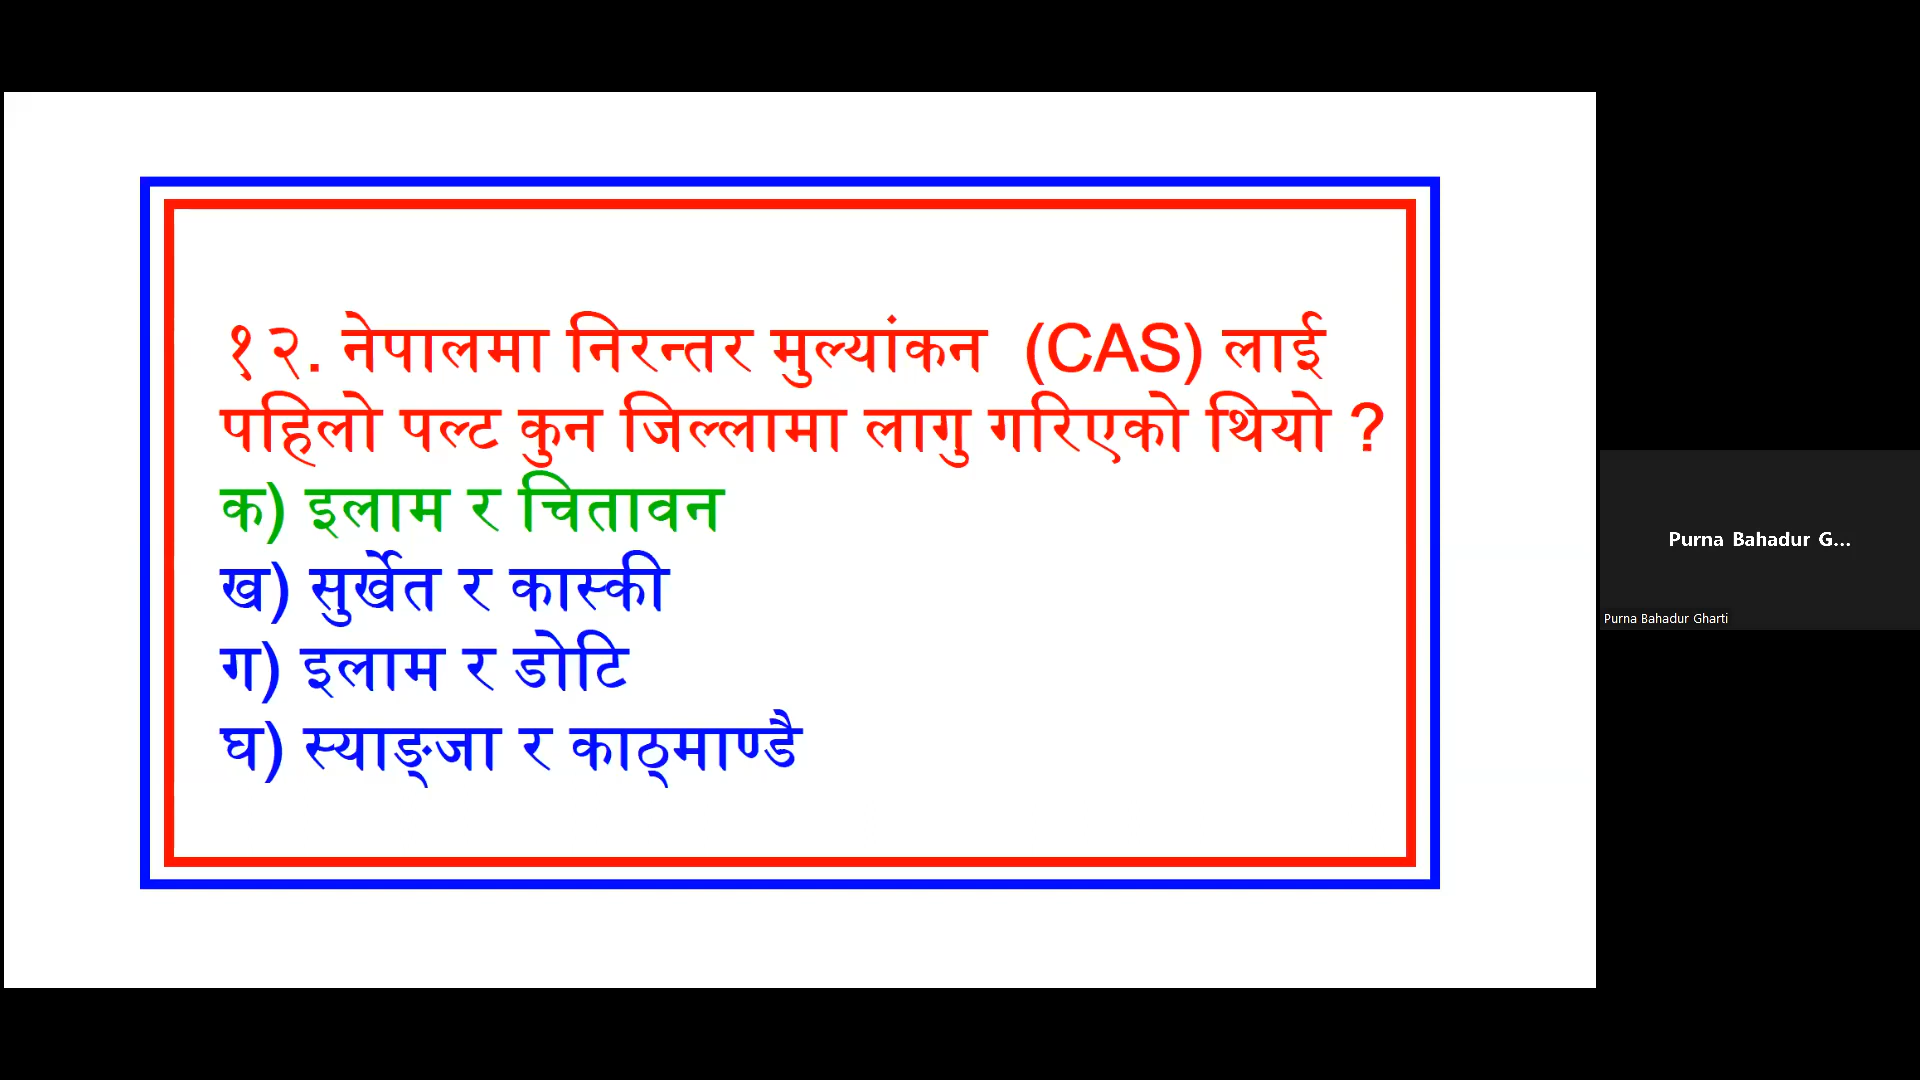 १२. नेपालमा निरन्तर मुल्यांकन (CAS) लाई
पहिलो पल्ट कुन जिल्लामा लागु गरिएको थियो ?
क) इलाम र चितावन
ख) सुर्खेत र कास्की
ग) इलाम र डोटि
घ) स्याङ्जा र काठ्माण्डै
Purna Bahadur G...
Purna Bahadur Gharti